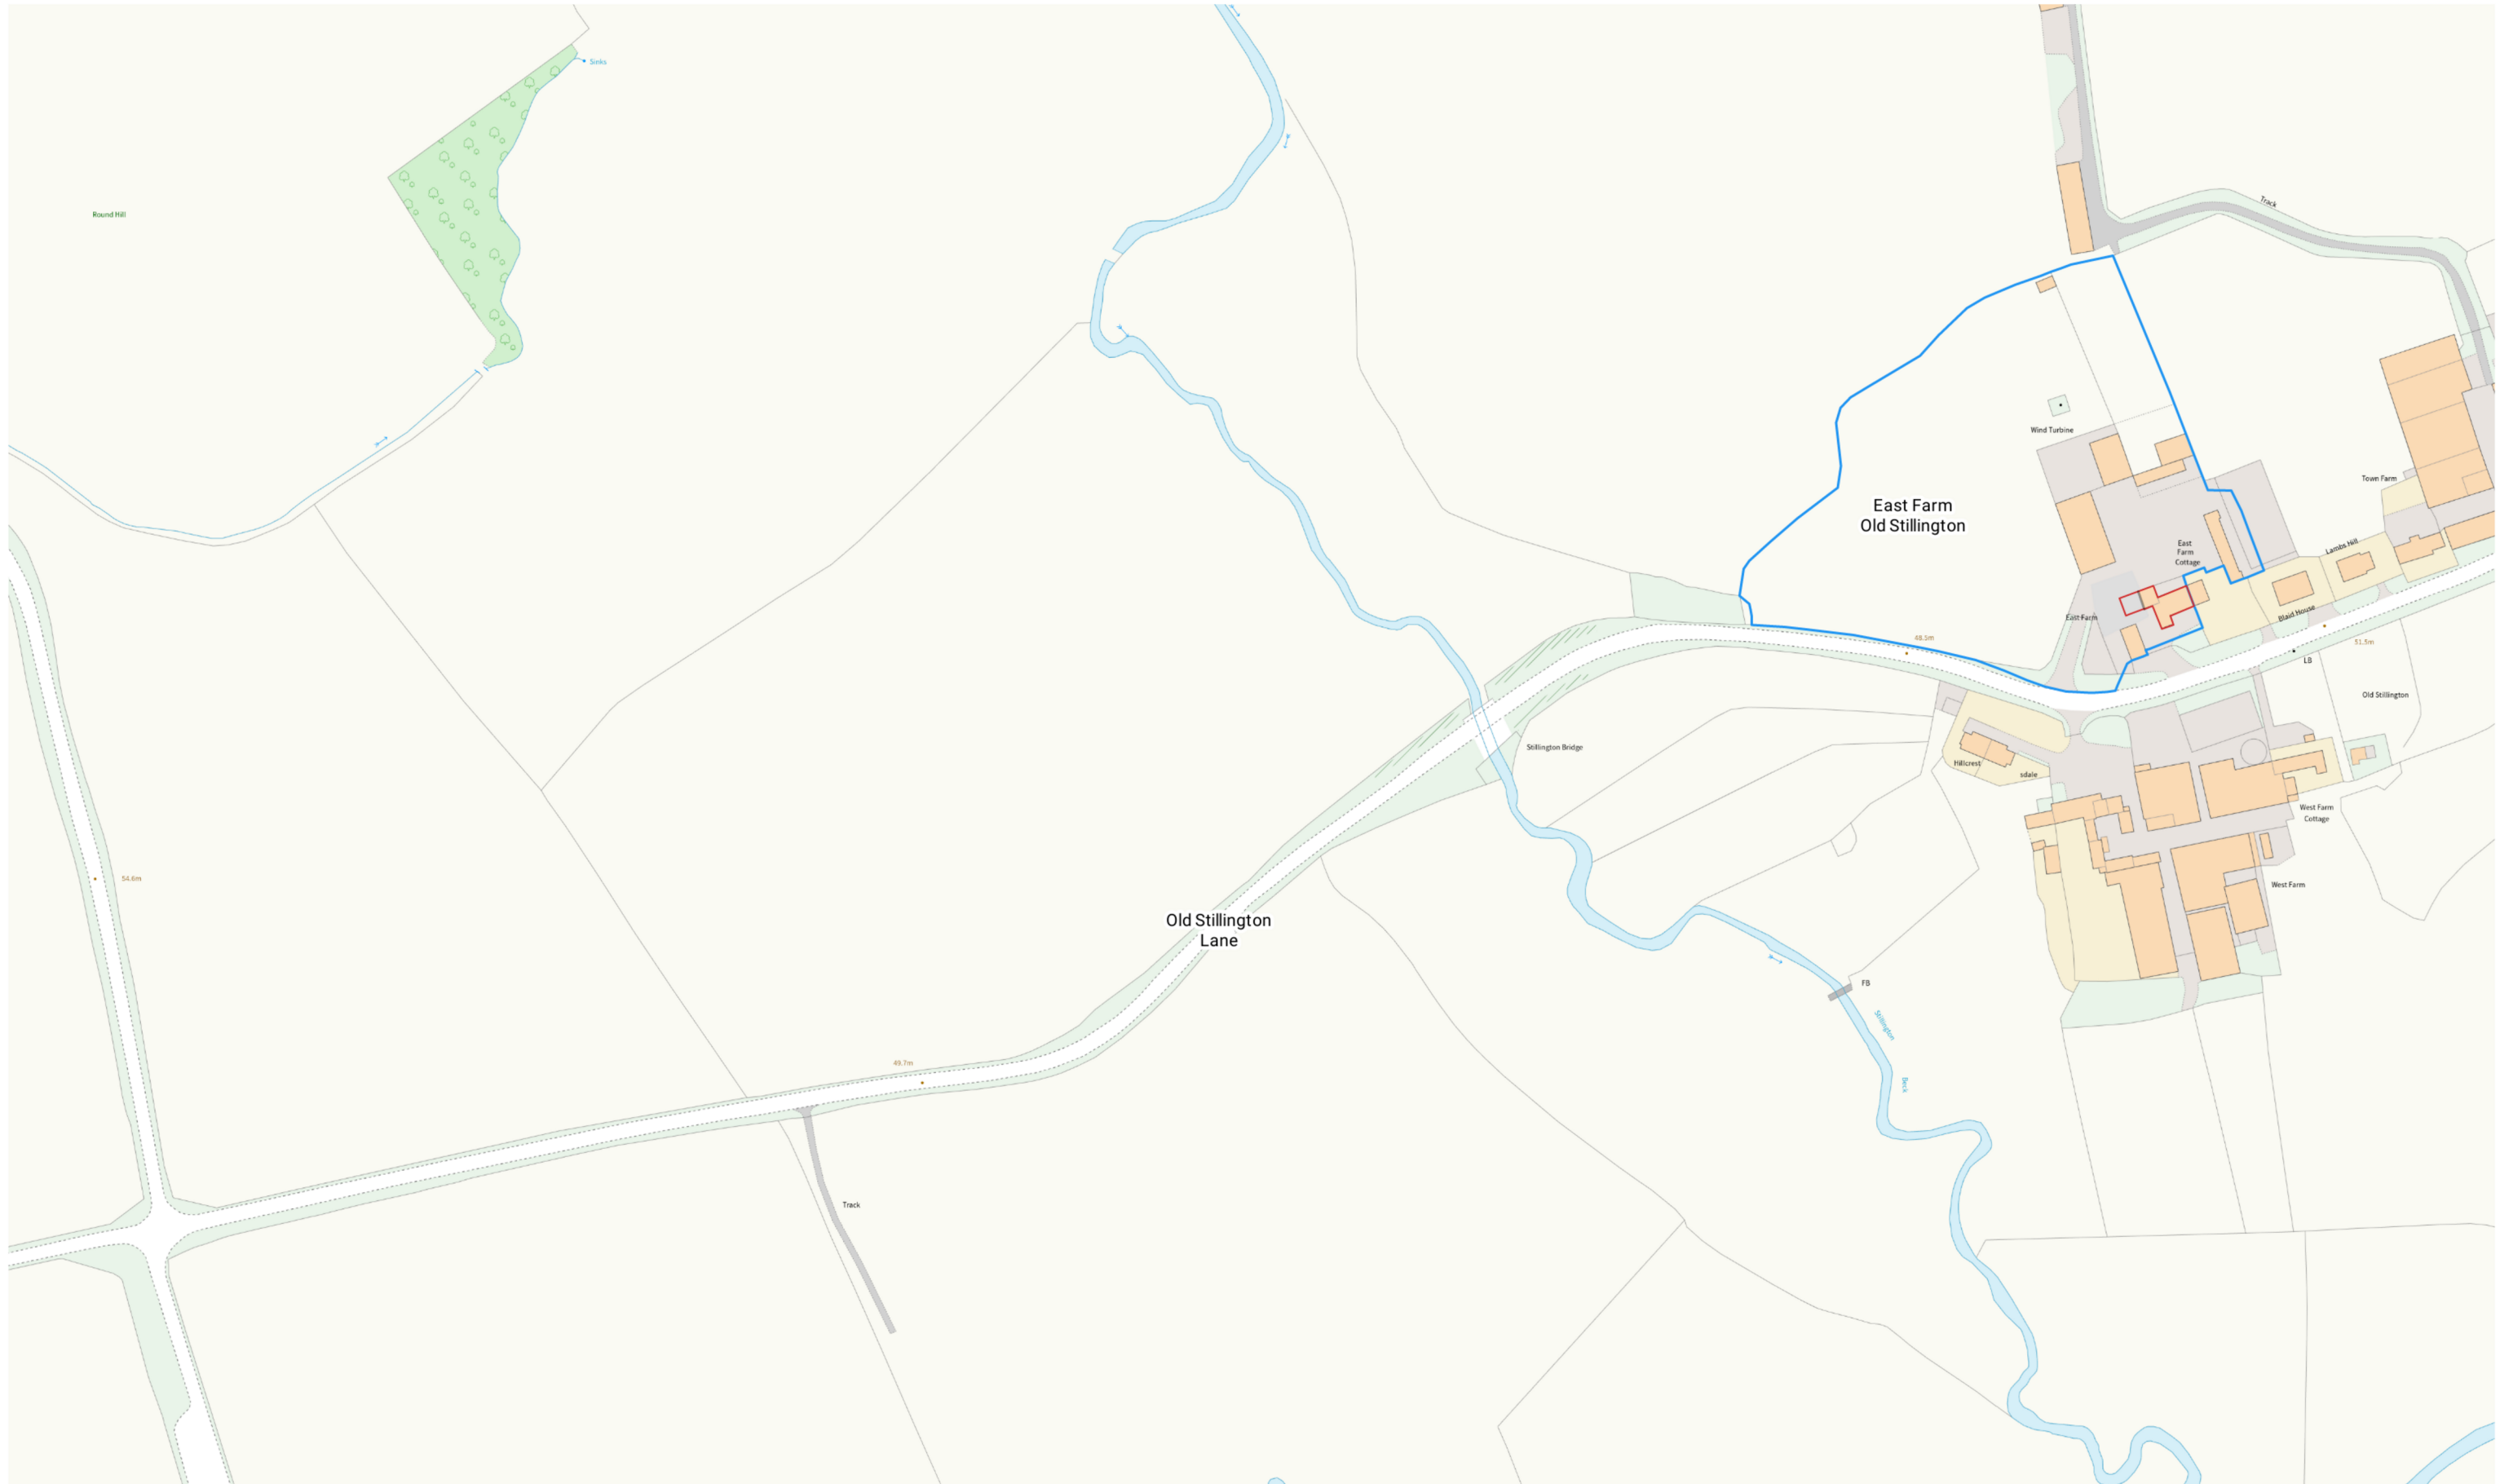 Sinks
Round Hill
Track
Wind Turbine
Town Farm
East Farm
Old Stillington
East
Farm
Cottage
Lambs Hill
Blaid House
East Farm
48.5m
51.5m
LB
Old Stillington
Stillington Bridge
Hillcrest
sdale
West Farm
Cottage
54.6m
West Farm
Old Stillington
Lane
FB
Stillington
Beck
49.7m
Track